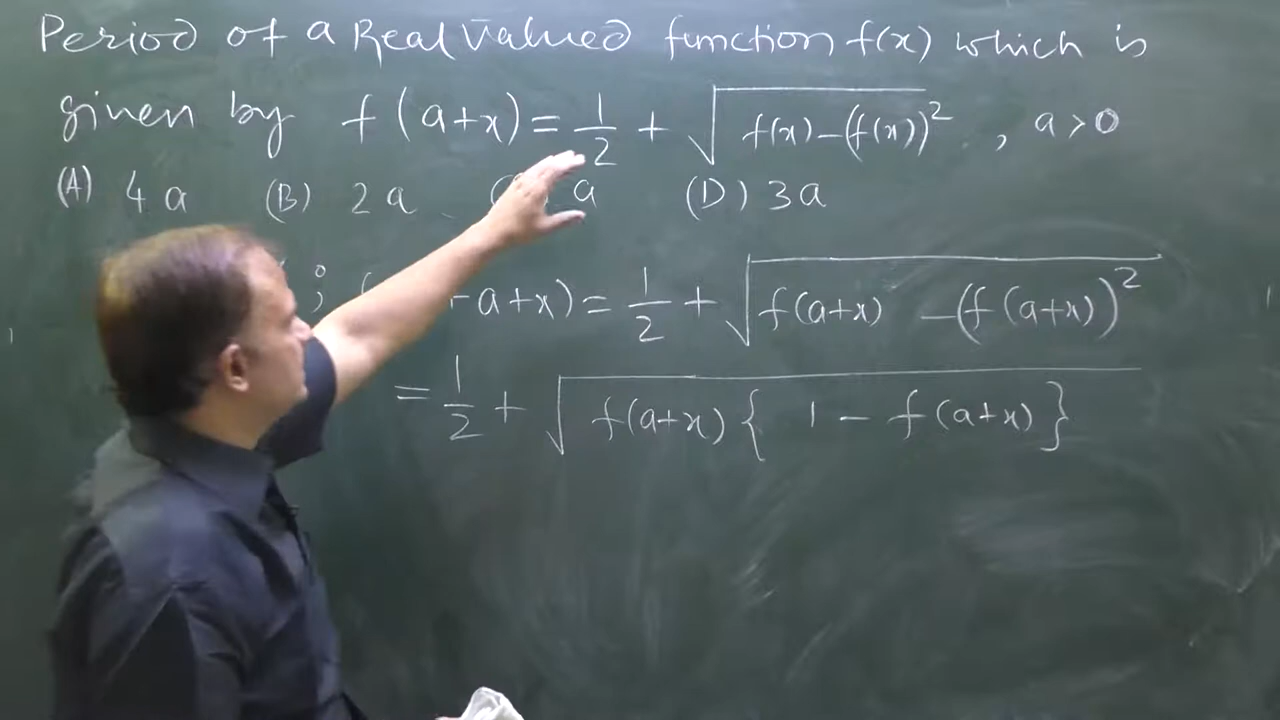 Period of a Real valued function f(x) which is
given by f(a+x) = 1/2 + √(f(x) – (f(x))²) , a > 0
(A) 4a (B) 2a a (D) 3a
a+x) = 1/2 + √(f(a+x) – (f(a+x))²)
= 1/2 + √(f(a+x){ 1 – f(a+x) })